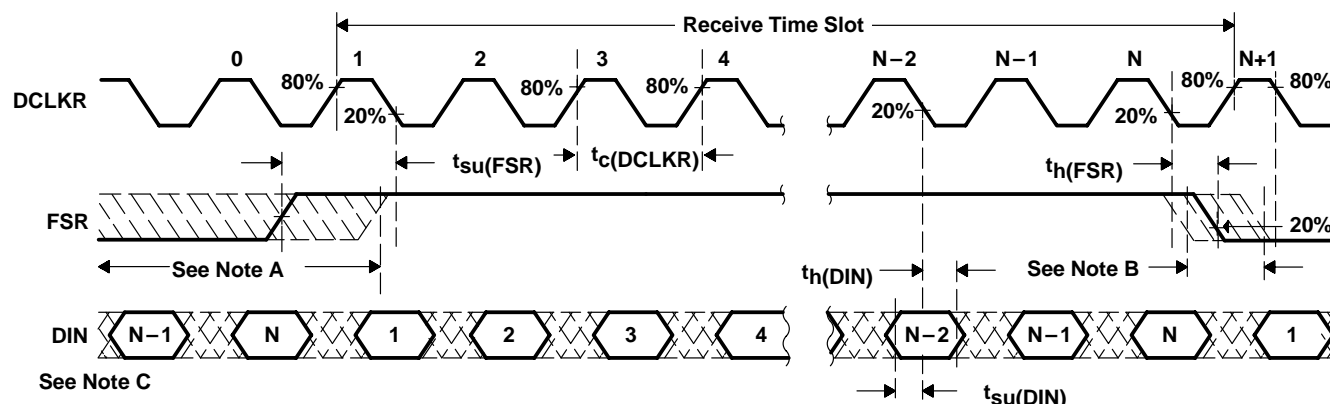 Receive Time Slot
0 1 2 3 4 N−2 N−1 N N+1
DCLKR 80% 20% 80% 80% 20% 20% 80% 80%
tsu(FSR) tc(DCLKR) th(FSR)
FSR 20%
See Note A See Note B
th(DIN)
DIN N−1 N 1 2 3 4 N−2 N−1 N 1
See Note C
tsu(DIN)